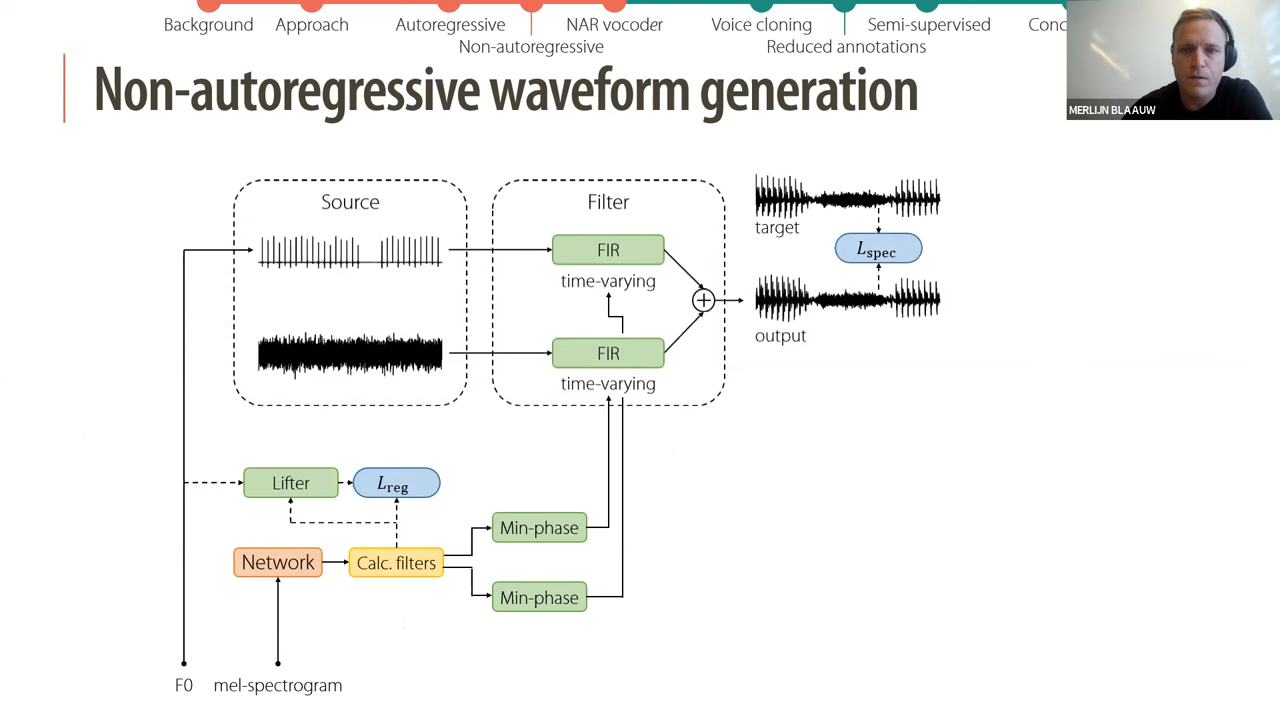 Background
Approach
Autoregressive
Non-autoregressive
NAR vocoder
Voice cloning
Reduced annotations
Semi-supervised
Conc
MERLIJN BLAAUW
Non-autoregressive waveform generation
Source
Filter
FIR
time-varying
FIR
time-varying
target
L_spec
output
Lifter
L_reg
Network
Calc. filters
Min-phase
Min-phase
F0
mel-spectrogram